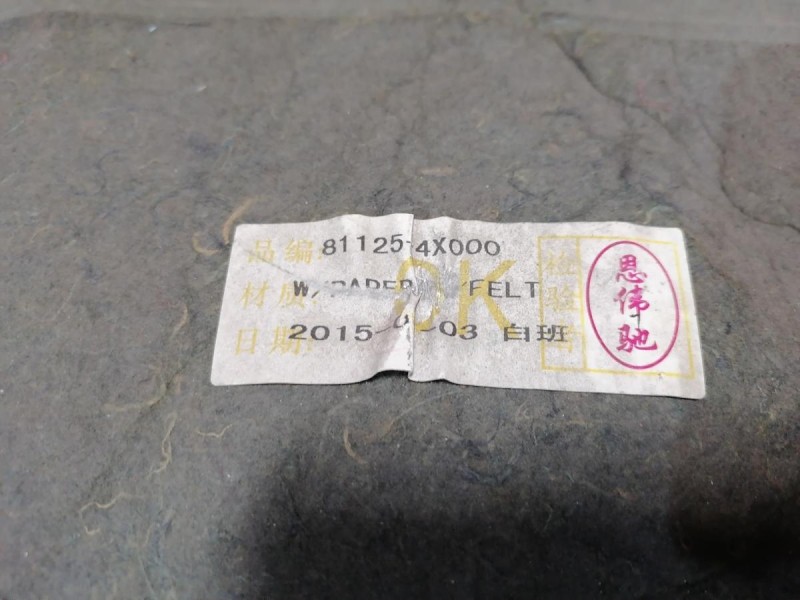 品编: 81125-4X000
材质: W/PAPER /FELT
OK
日期: 2015- -03 白班
检验
恩伟驰